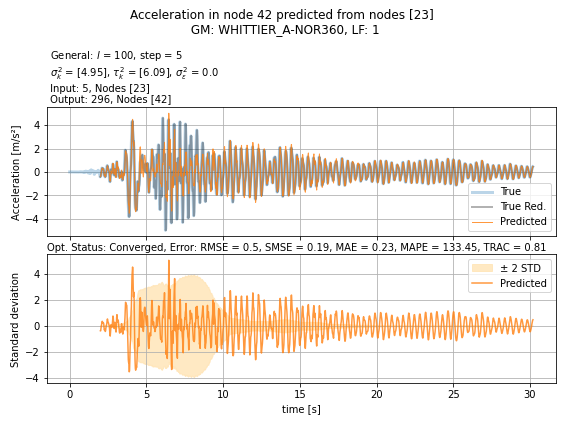 Acceleration in node 42 predicted from nodes [23]
GM: WHITTIER_A-NOR360, LF: 1
General: l = 100, step = 5
σ²ₖ = [4.95], τ²ₖ = [6.09], σ²ε = 0.0
Input: 5, Nodes [23]
Output: 296, Nodes [42]
Acceleration [m/s²]
4
2
0
−2
−4
True
True Red.
Predicted
Opt. Status: Converged, Error: RMSE = 0.5, SMSE = 0.19, MAE = 0.23, MAPE = 133.45, TRAC = 0.81
Standard deviation
4
2
0
−2
−4
± 2 STD
Predicted
0 5 10 15 20 25 30
time [s]